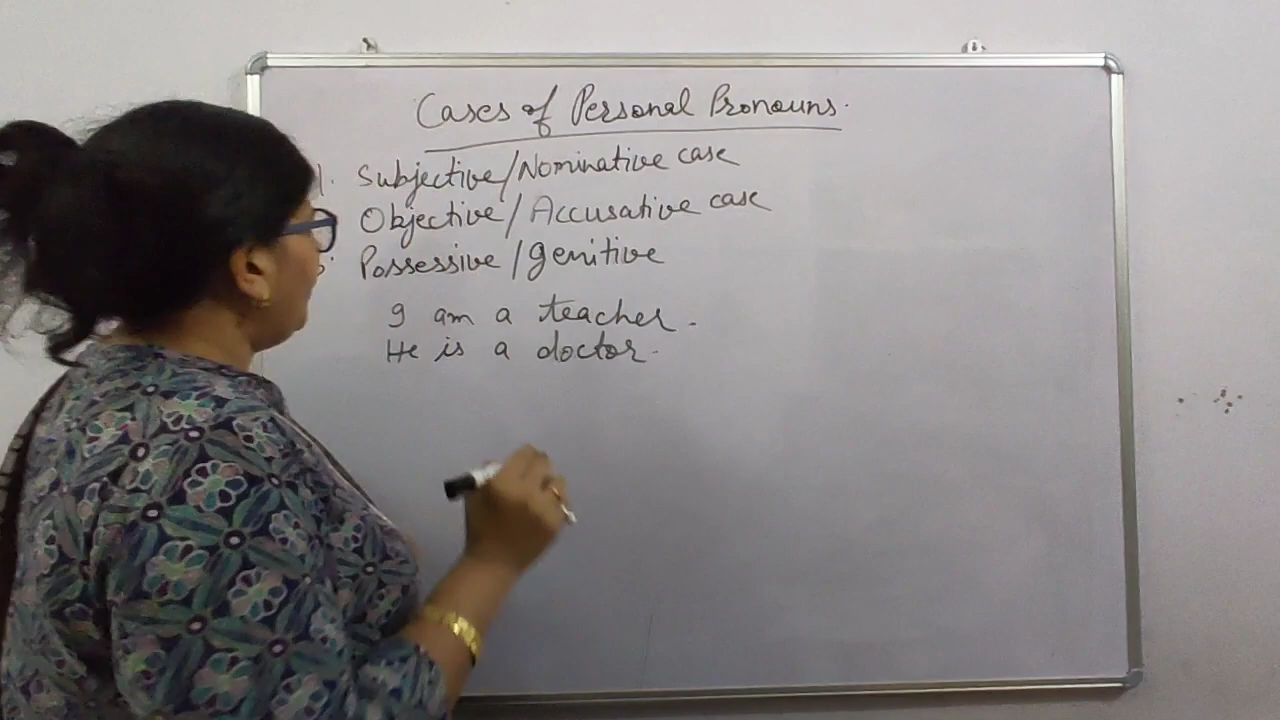 Cases of Personal Pronouns.
1. Subjective/Nominative case
Objective/Accusative case
Possessive/genitive
I am a teacher.
He is a doctor.